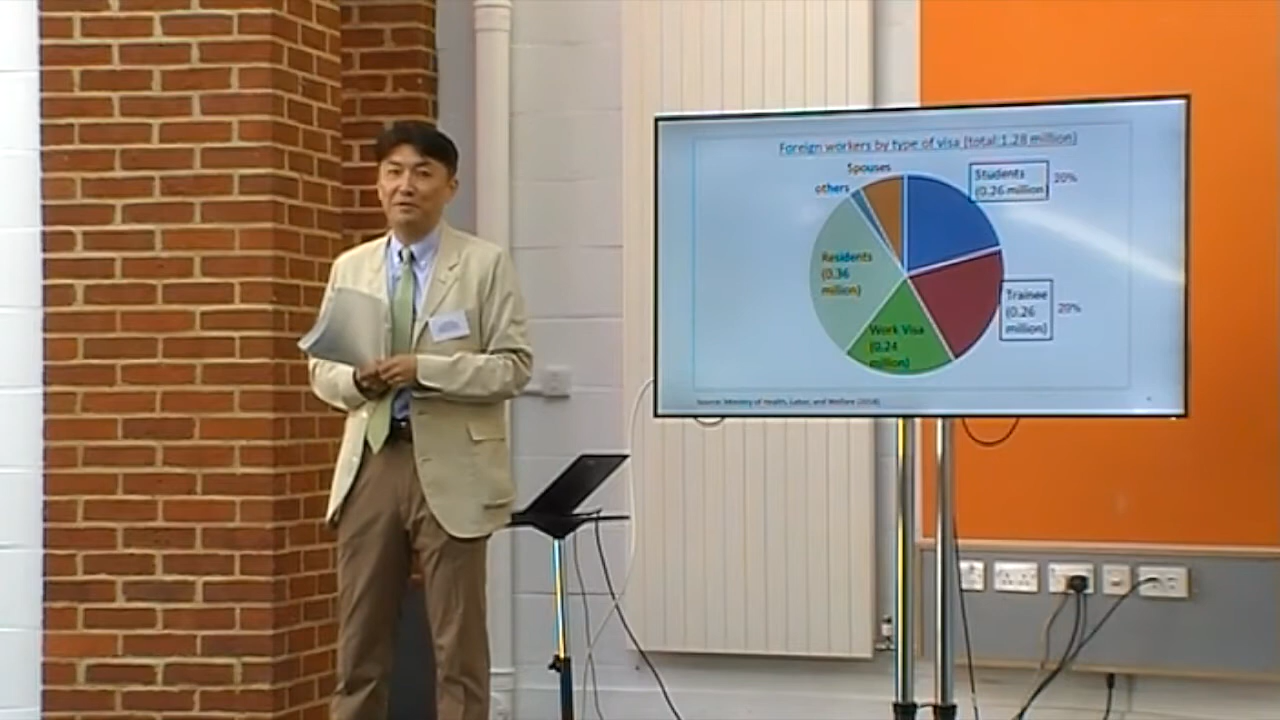 Foreign workers by type of visa (total:1.28 million)
Spouses
others
Students
(0.26 million)
20%
Residents
(0.36
million)
Trainee
(0.26
million)
20%
Work Visa
(0.24
million)
Source: Ministry of Health, Labor, and Welfare (2018)